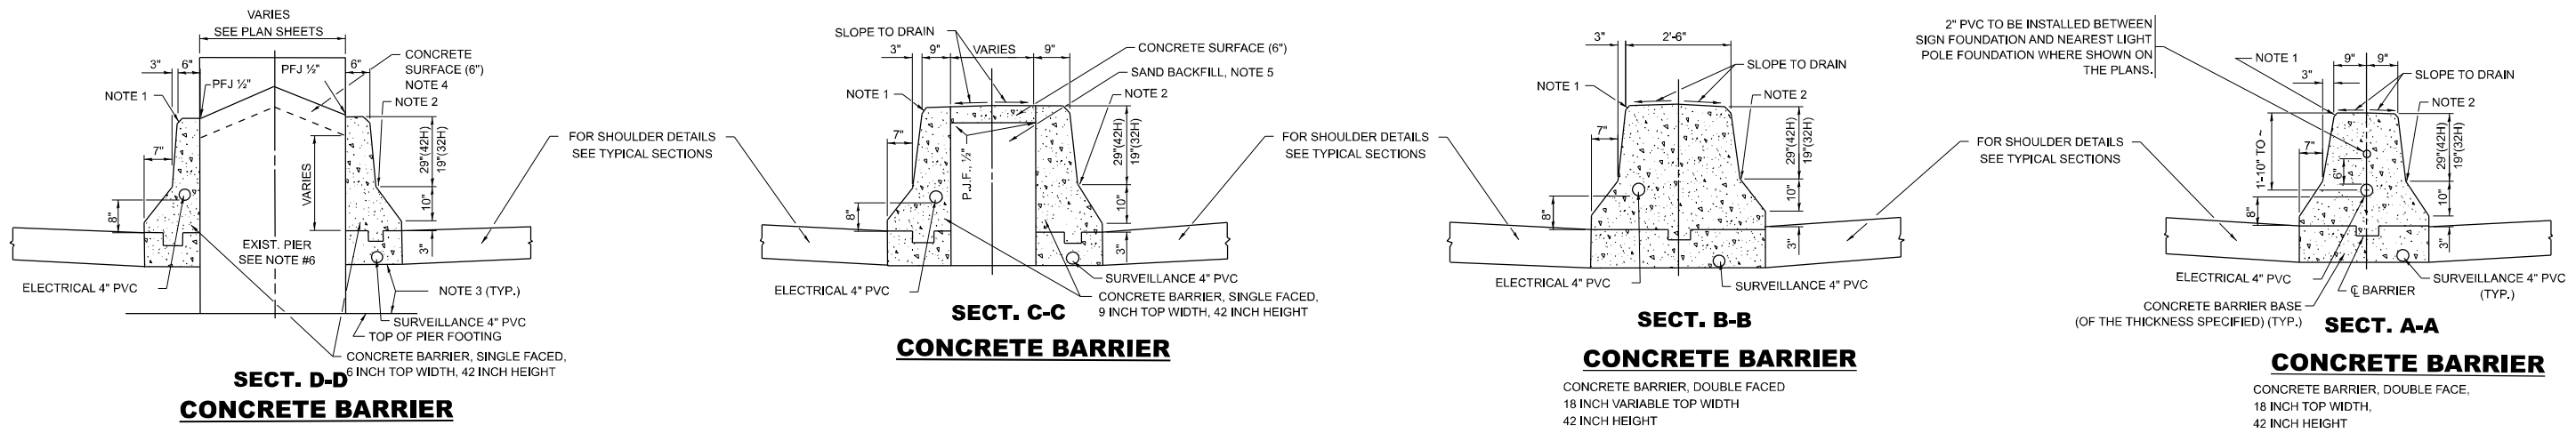 VARIES
SEE PLAN SHEETS
3"
6"
PFJ ½"
PFJ ½"
6"
CONCRETE
SURFACE (6")
NOTE 4
NOTE 1
NOTE 2
7"
29"(42H)
19"(32H)
VARIES
10"
8"
3"
EXIST. PIER
SEE NOTE #6
ELECTRICAL 4" PVC
NOTE 3 (TYP.)
SURVEILLANCE 4" PVC
TOP OF PIER FOOTING
CONCRETE BARRIER, SINGLE FACED,
6 INCH TOP WIDTH, 42 INCH HEIGHT
SECT. D-D
CONCRETE BARRIER
FOR SHOULDER DETAILS
SEE TYPICAL SECTIONS
SLOPE TO DRAIN
3"
9"
VARIES
9"
CONCRETE SURFACE (6")
SAND BACKFILL, NOTE 5
NOTE 1
NOTE 2
7"
29"(42H)
19"(32H)
P.J.F., ½"
10"
8"
3"
SURVEILLANCE 4" PVC
ELECTRICAL 4" PVC
CONCRETE BARRIER, SINGLE FACED,
9 INCH TOP WIDTH, 42 INCH HEIGHT
SECT. C-C
CONCRETE BARRIER
FOR SHOULDER DETAILS
SEE TYPICAL SECTIONS
3"
2'-6"
SLOPE TO DRAIN
NOTE 1
NOTE 2
7"
29"(42H)
19"(32H)
10"
8"
3"
ELECTRICAL 4" PVC
SURVEILLANCE 4" PVC
SECT. B-B
CONCRETE BARRIER
CONCRETE BARRIER, DOUBLE FACED
18 INCH VARIABLE TOP WIDTH
42 INCH HEIGHT
FOR SHOULDER DETAILS
SEE TYPICAL SECTIONS
2" PVC TO BE INSTALLED BETWEEN
SIGN FOUNDATION AND NEAREST LIGHT
POLE FOUNDATION WHERE SHOWN ON
THE PLANS.
NOTE 1
9"
9"
3"
SLOPE TO DRAIN
NOTE 2
1'-10" TO ~
7"
6"
29"(42H)
19"(32H)
10"
8"
3"
ELECTRICAL 4" PVC
℄ BARRIER
SURVEILLANCE 4" PVC
(TYP.)
CONCRETE BARRIER BASE
(OF THE THICKNESS SPECIFIED) (TYP.)
SECT. A-A
CONCRETE BARRIER
CONCRETE BARRIER, DOUBLE FACE,
18 INCH TOP WIDTH,
42 INCH HEIGHT